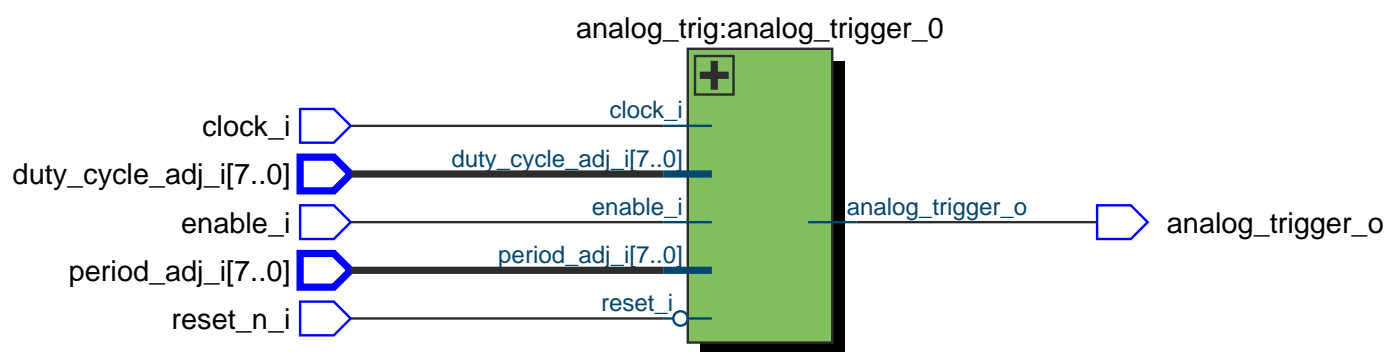 analog_trig:analog_trigger_0
clock_i
clock_i
duty_cycle_adj_i[7..0]
duty_cycle_adj_i[7..0]
enable_i
enable_i
analog_trigger_o
analog_trigger_o
period_adj_i[7..0]
period_adj_i[7..0]
reset_n_i
reset_i